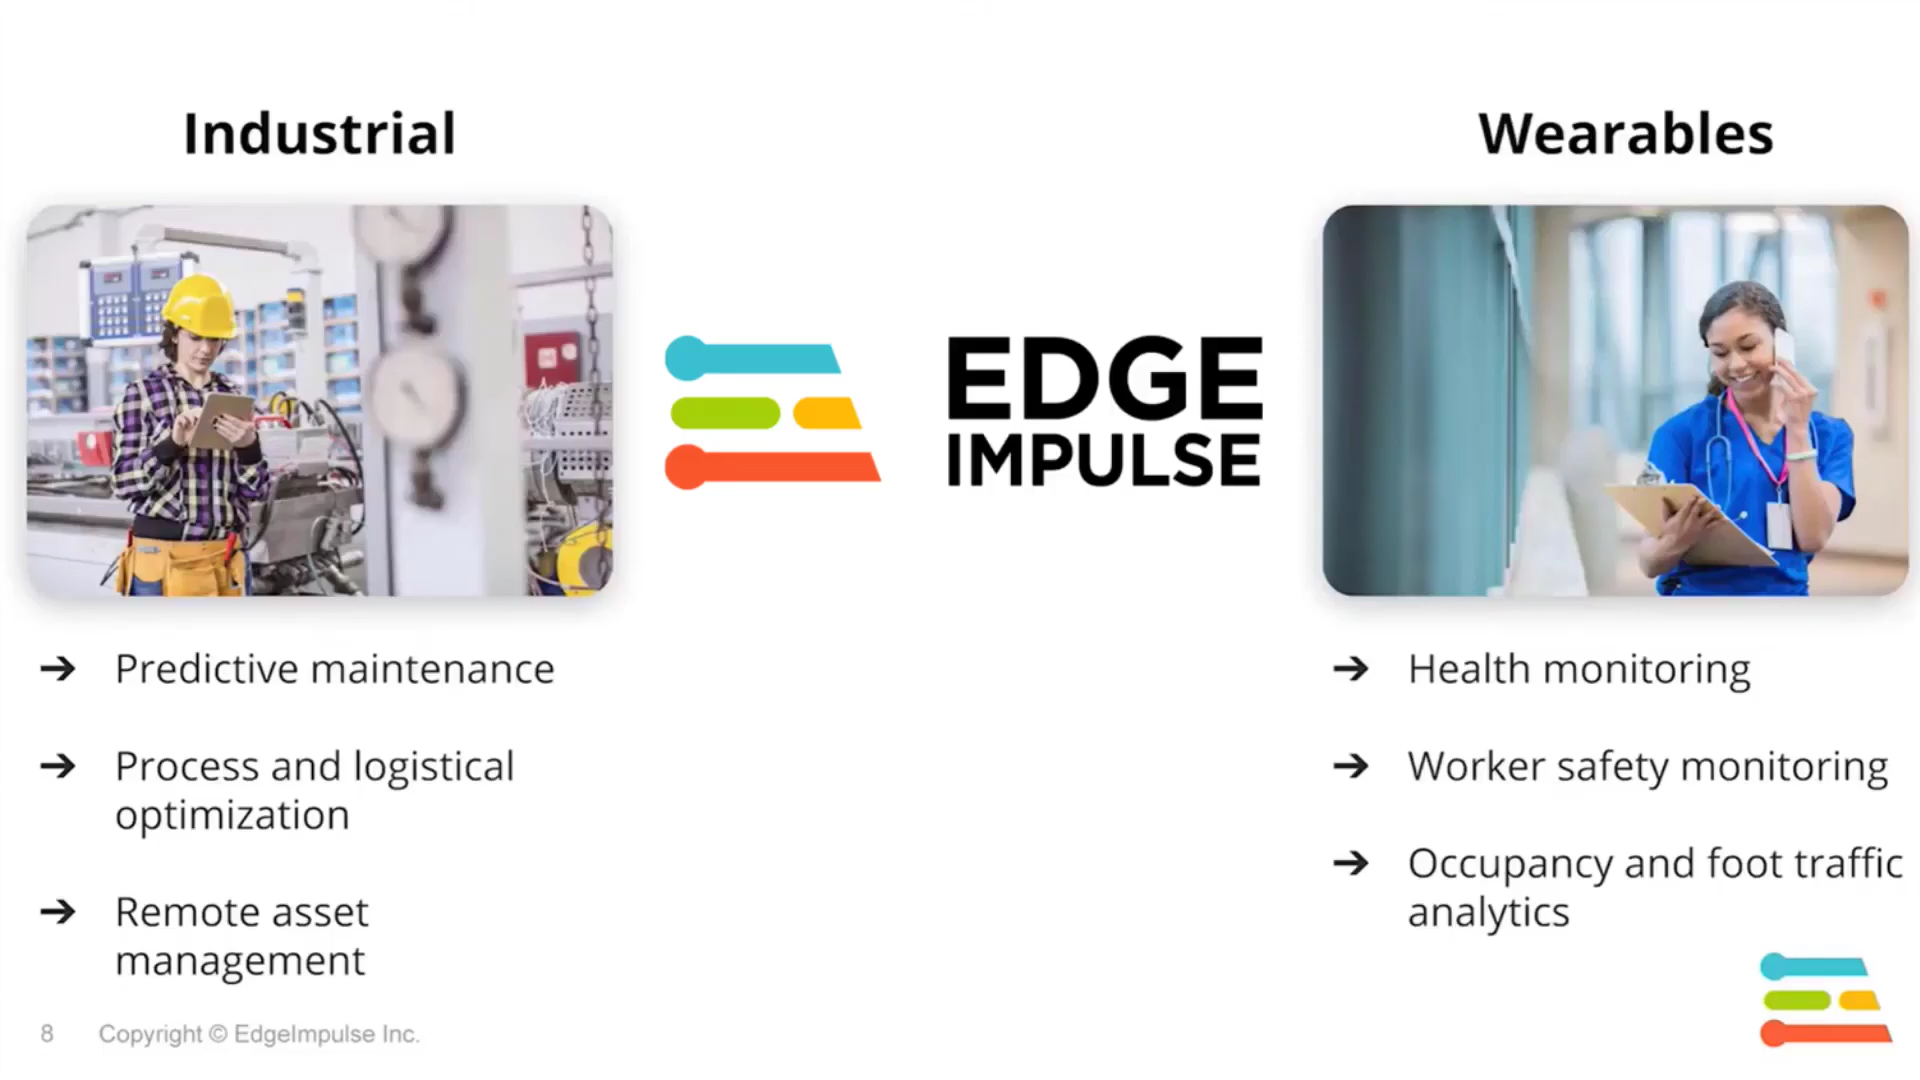 Industrial
Wearables
EDGE
IMPULSE
➔ Predictive maintenance
➔ Process and logistical
optimization
➔ Remote asset
management
➔ Health monitoring
➔ Worker safety monitoring
➔ Occupancy and foot traffic
analytics
8 Copyright © EdgeImpulse Inc.